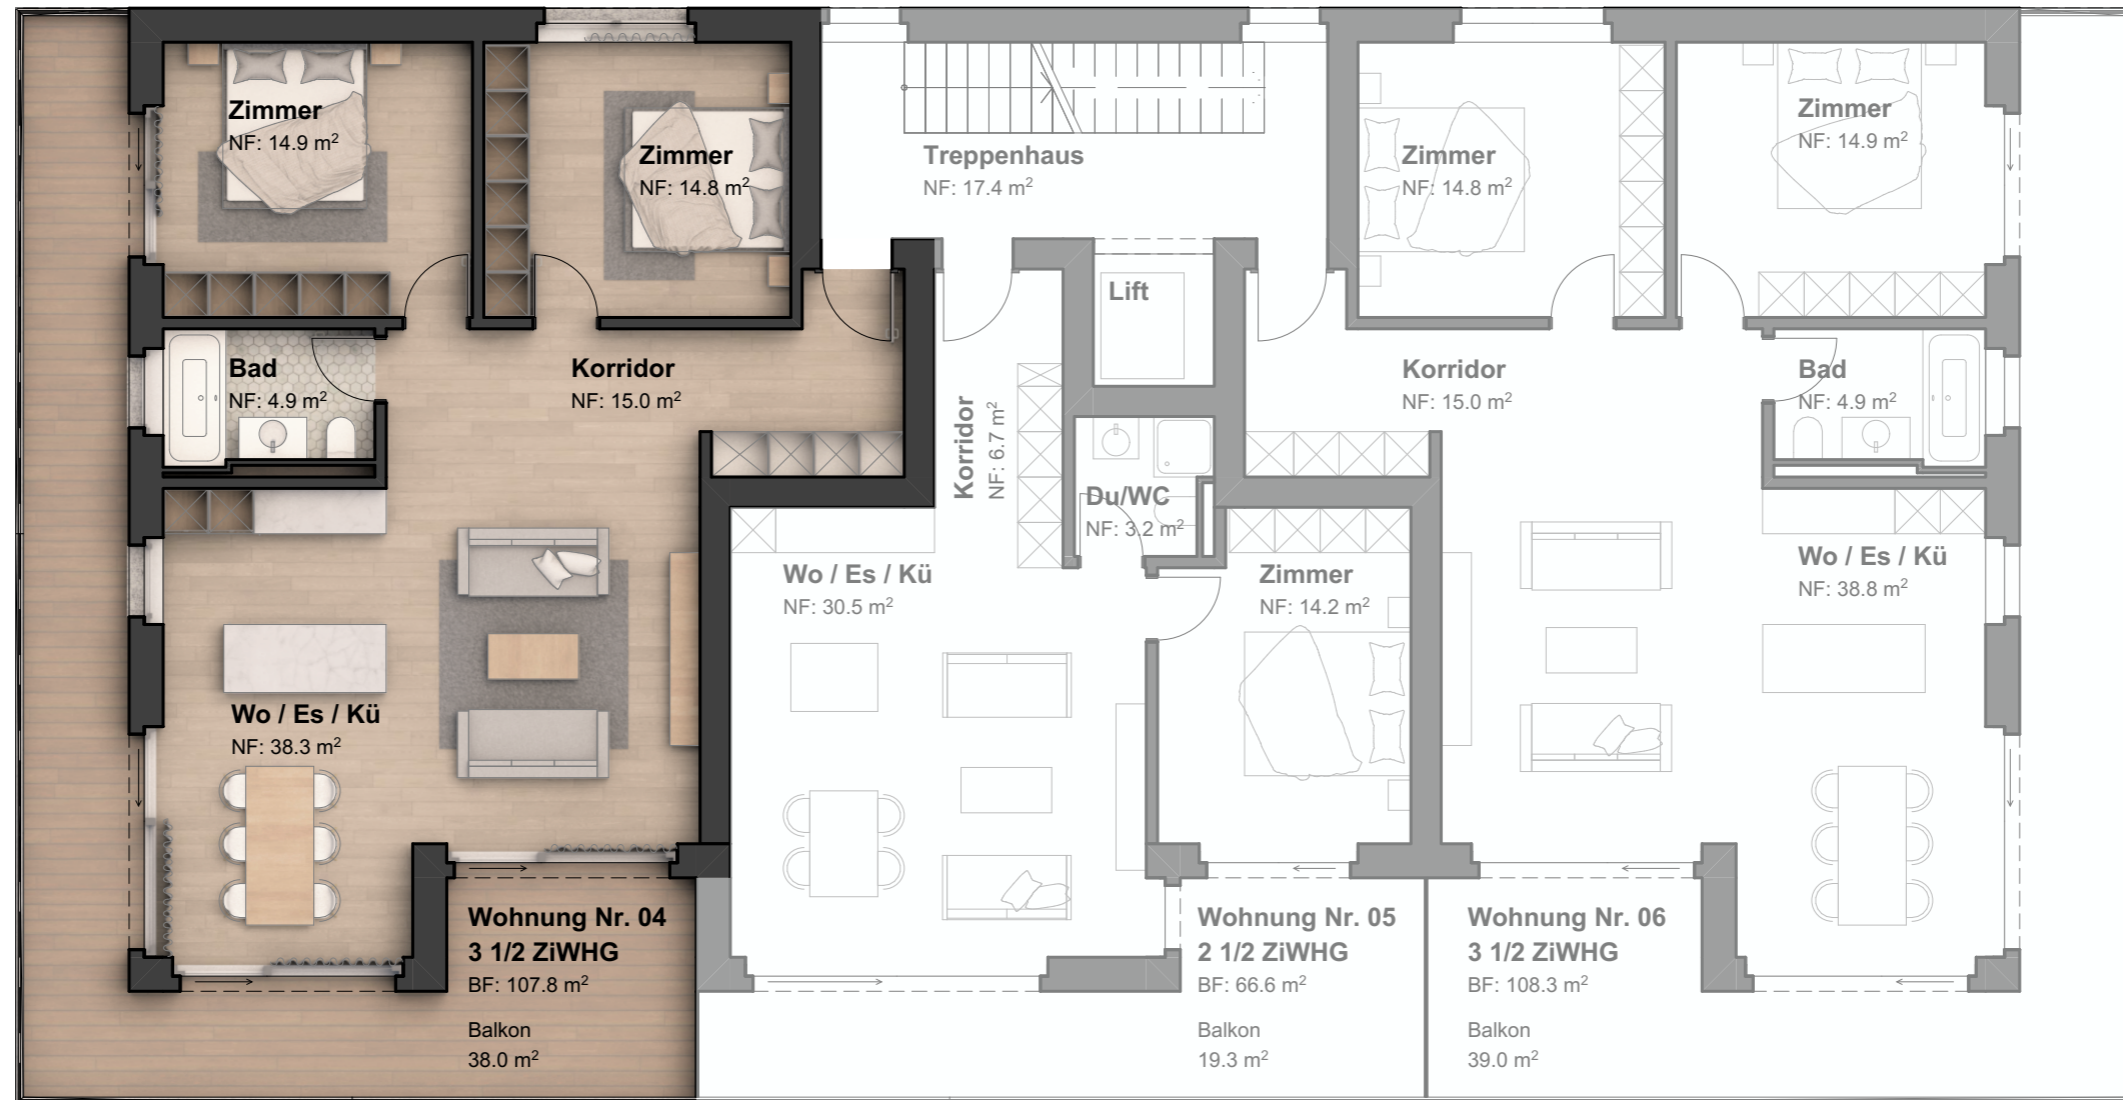 Zimmer
NF: 14.9 m²
Zimmer
NF: 14.8 m²
Treppenhaus
NF: 17.4 m²
Zimmer
NF: 14.8 m²
Zimmer
NF: 14.9 m²
Lift
Bad
NF: 4.9 m²
Korridor
NF: 15.0 m²
Korridor
NF: 6.7 m²
Korridor
NF: 15.0 m²
Bad
NF: 4.9 m²
Du/WC
NF: 3.2 m²
Wo / Es / Kü
NF: 30.5 m²
Zimmer
NF: 14.2 m²
Wo / Es / Kü
NF: 38.8 m²
Wo / Es / Kü
NF: 38.3 m²
Wohnung Nr. 04
3 1/2 ZiWHG
BF: 107.8 m²
Balkon
38.0 m²
Wohnung Nr. 05
2 1/2 ZiWHG
BF: 66.6 m²
Balkon
19.3 m²
Wohnung Nr. 06
3 1/2 ZiWHG
BF: 108.3 m²
Balkon
39.0 m²